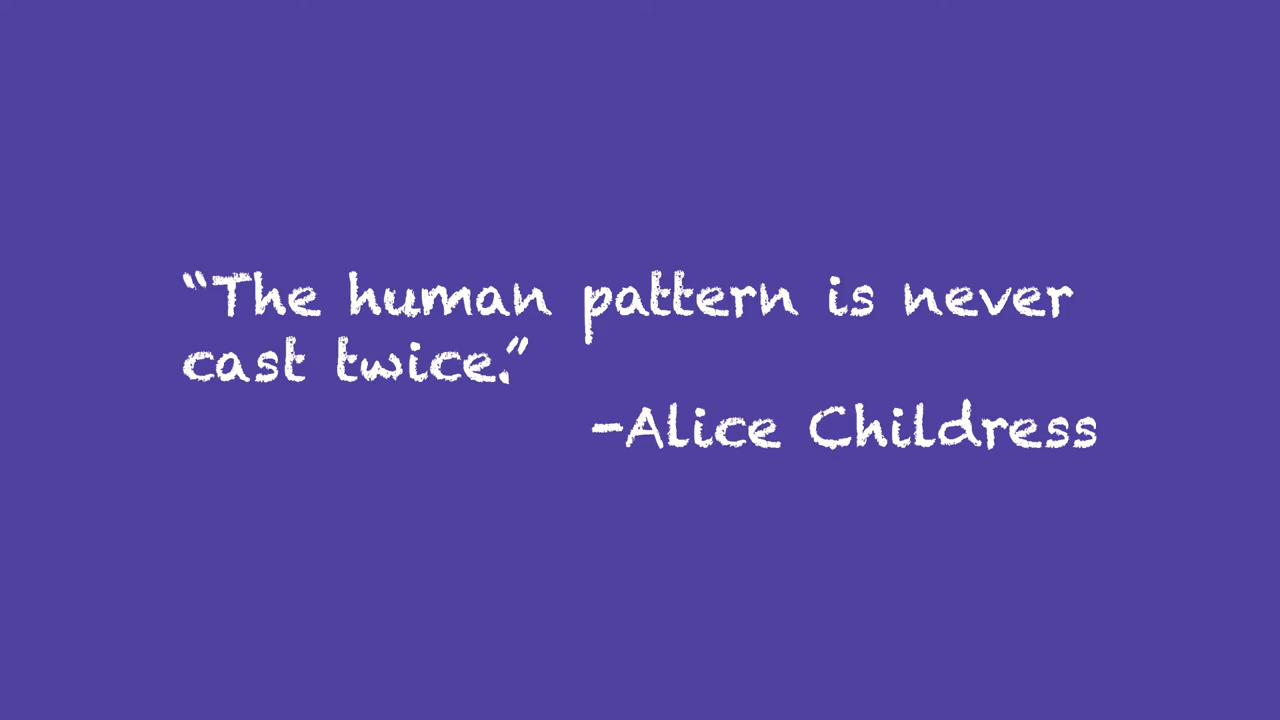 “The human pattern is never
cast twice.”
-Alice Childress